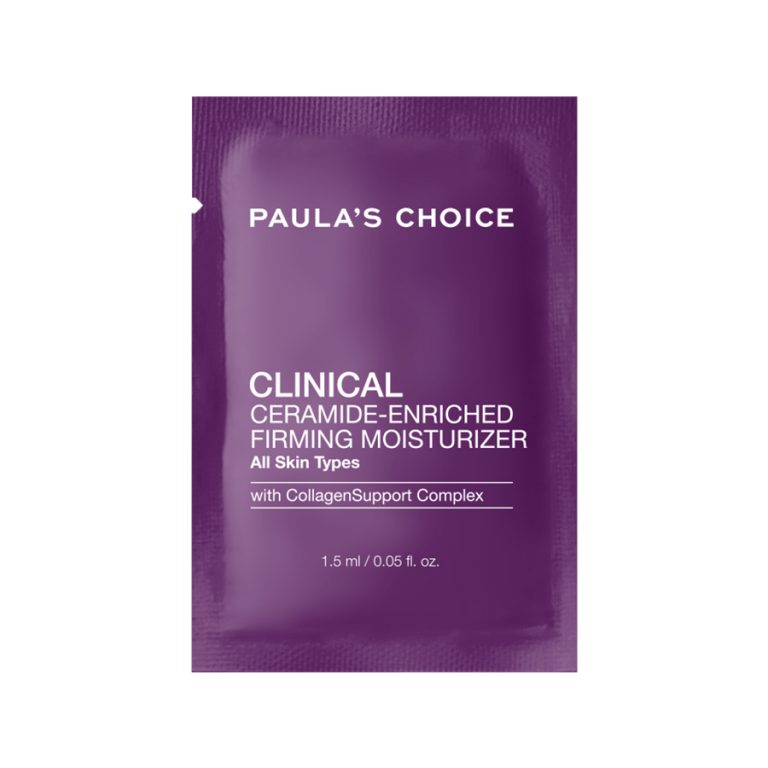 PAULA'S CHOICE
CLINICAL
CERAMIDE-ENRICHED
FIRMING MOISTURIZER
All Skin Types
with CollagenSupport Complex
1.5 ml / 0.05 fl. oz.